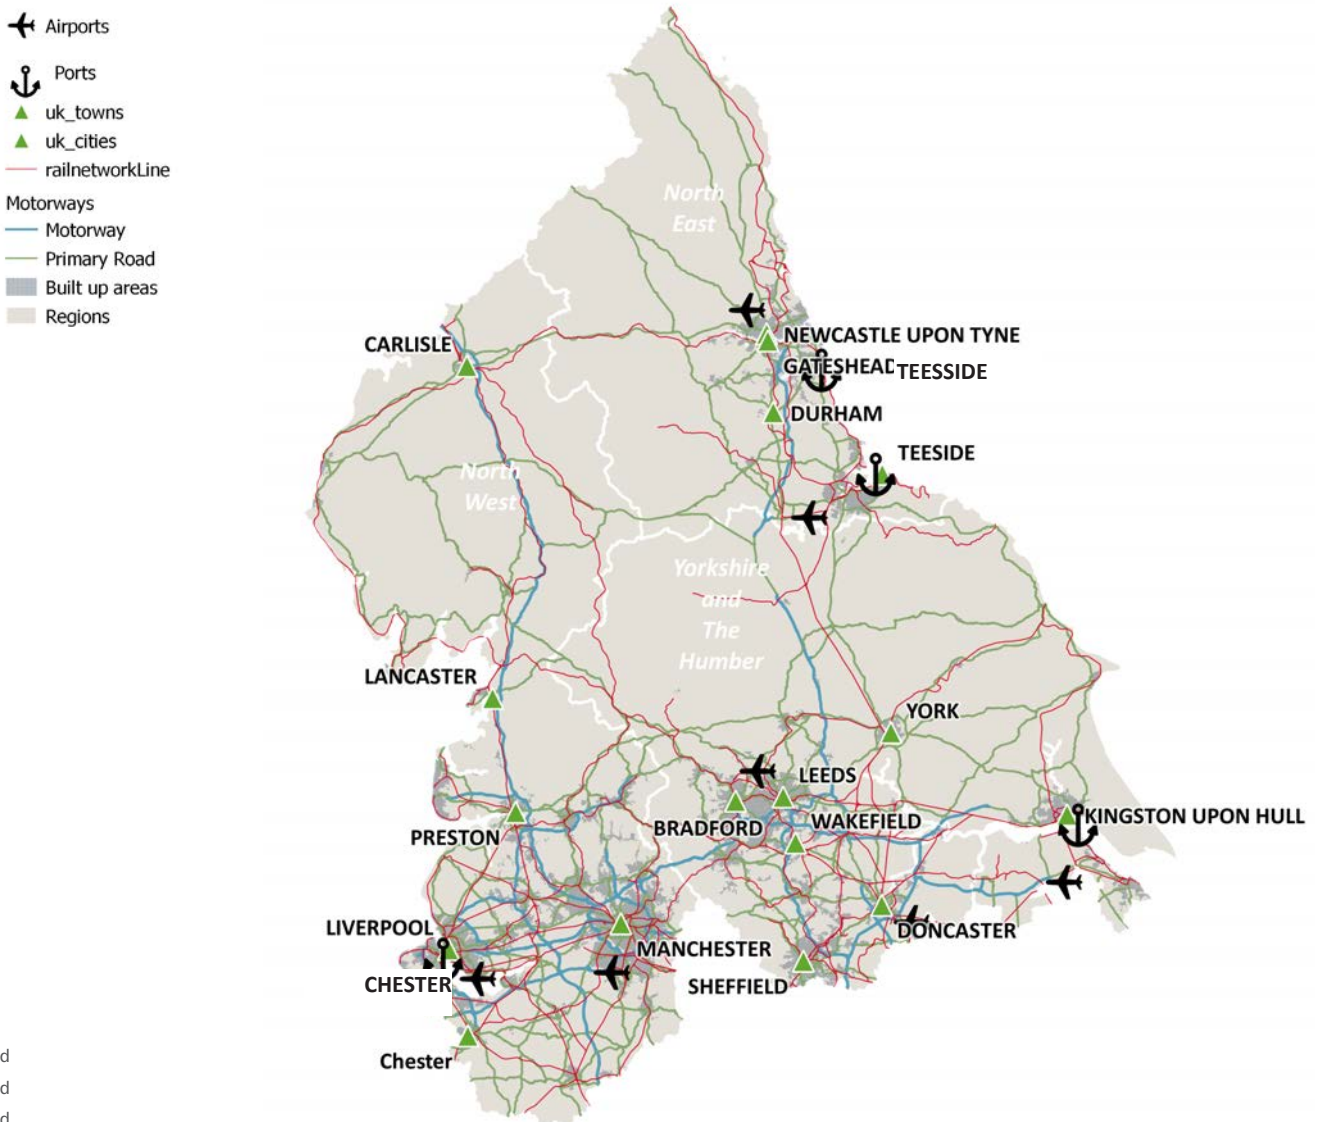 Airports
Ports
uk_towns
uk_cities
railnetworkLine
Motorways
Motorway
Primary Road
Built up areas
Regions
North
East
CARLISLE
NEWCASTLE UPON TYNE
GATESHEAD
TEESSIDE
DURHAM
TEESIDE
North
West
Yorkshire
and
The
Humber
LANCASTER
YORK
LEEDS
BRADFORD
WAKEFIELD
PRESTON
KINGSTON UPON HULL
LIVERPOOL
MANCHESTER
DONCASTER
CHESTER
SHEFFIELD
Chester
d
d
d